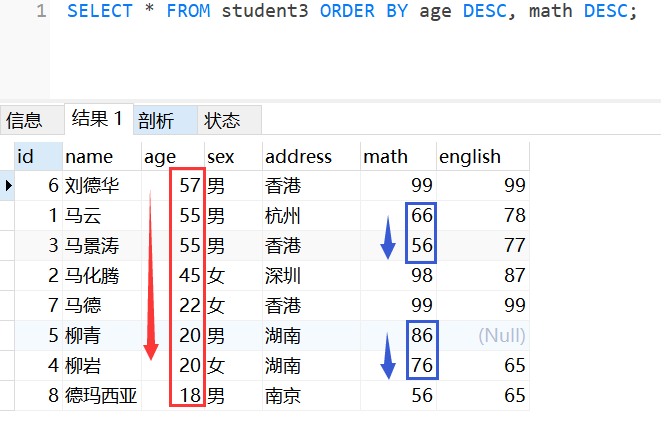 1 SELECT * FROM student3 ORDER BY age DESC, math DESC;
信息 结果 1 剖析 状态
id name age sex address math english
6 刘德华 57 男 香港 99 99
1 马云 55 男 杭州 66 78
3 马景涛 55 男 香港 56 77
2 马化腾 45 女 深圳 98 87
7 马德 22 女 香港 99 99
5 柳青 20 男 湖南 86 (Null)
4 柳岩 20 女 湖南 76 65
8 德玛西亚 18 男 南京 56 65